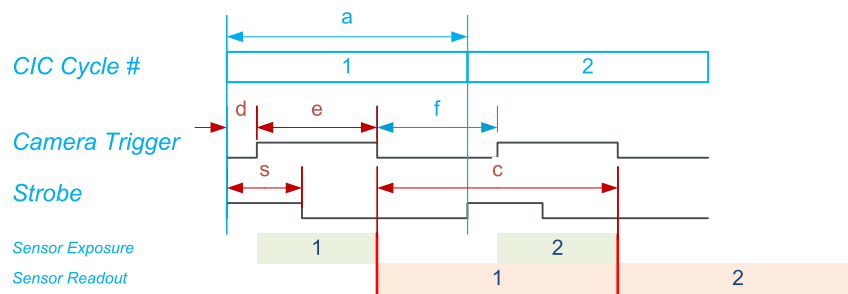 a
CIC Cycle # 1 2
d e f
Camera Trigger
s c
Strobe
Sensor Exposure 1 2
Sensor Readout 1 2